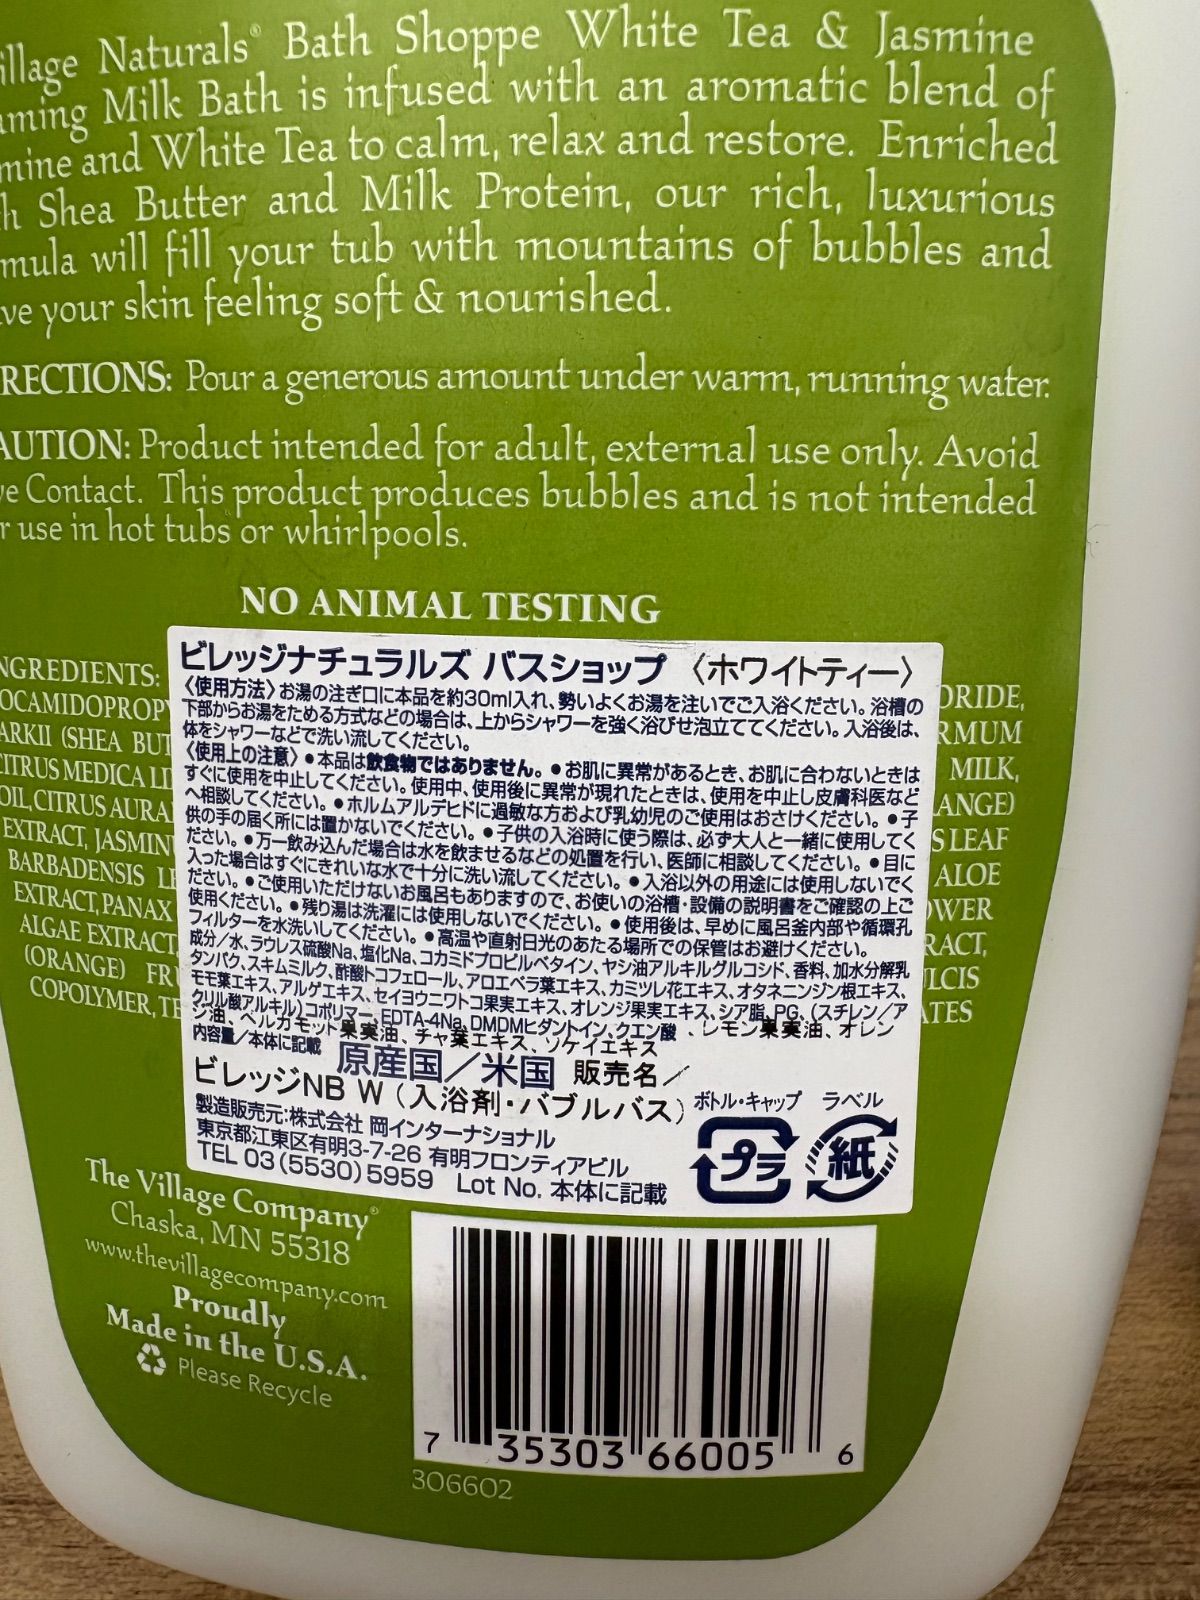 illage Naturals® Bath Shoppe White Tea & Jasmine
aming Milk Bath is infused with an aromatic blend of
mine and White Tea to calm, relax and restore. Enriched
h Shea Butter and Milk Protein, our rich, luxurious
mula will fill your tub with mountains of bubbles and
ve your skin feeling soft & nourished.
RECTIONS: Pour a generous amount under warm, running water.
AUTION: Product intended for adult, external use only. Avoid
ye Contact. This product produces bubbles and is not intended
r use in hot tubs or whirlpools.
NO ANIMAL TESTING
NGREDIENTS:
OCAMIDOPROPY
ARKII (SHEA BUT
CITRUS MEDICA LI
OIL, CITRUS AURA
EXTRACT, JASMIN
BARBADENSIS LE
EXTRACT, PANAX
ALGAE EXTRACT,
(ORANGE) FRU
COPOLYMER, TE
ORIDE,
RMUM
MILK,
ANGE)
S LEAF
ALOE
OWER
RACT,
ULCIS
ATES
ビレッジナチュラルズ バスショップ 〈ホワイトティー〉
〈使用方法〉お湯の注ぎ口に本品を約30ml入れ、勢いよくお湯を注いでご入浴ください。浴槽の
下部からお湯をためる方式などの場合は、上からシャワーを強く浴びせ泡立ててください。入浴後は、
体をシャワーなどで洗い流してください。
〈使用上の注意〉●本品は飲食物ではありません。●お肌に異常があるとき、お肌に合わないときは
すぐに使用を中止してください。使用中、使用後に異常が現れたときは、使用を中止し皮膚科医など
へ相談してください。●ホルムアルデヒドに過敏な方および乳幼児のご使用はおさけください。●子
供の手の届く所には置かないでください。●子供の入浴時に使う際は、必ず大人と一緒に使用してく
ださい。●万一飲み込んだ場合は水を飲ませるなどの処置を行い、医師に相談してください。●目に
入った場合はすぐにきれいな水で十分に洗い流してください。●入浴以外の用途には使用しないでく
ださい。●ご使用いただけないお風呂もありますので、お使いの浴槽・設備の説明書をご確認の上ご
使用ください。●残り湯は洗濯には使用しないでください。●使用後は、早めに風呂釜内部や循環孔
フィルターを水洗いしてください。●高温や直射日光のあたる場所での保管はお避けください。
成分/水、ラウレス硫酸Na、塩化Na、コカミドプロピルベタイン、ヤシ油アルキルグルコシド、香料、加水分解乳
タンパク、スキムミルク、酢酸トコフェロール、アロエベラ葉エキス、カミツレ花エキス、オタネニンジン根エキス、
モモ葉エキス、アルゲエキス、セイヨウニワトコ果実エキス、オレンジ果実エキス、シア脂、PG、(スチレン/ア
クリル酸アルキル)コポリマー、EDTA-4Na、DMDMヒダントイン、クエン酸、レモン果実油、オレン
ジ油、ベルガモット果実油、チャ葉エキス、ソケイエキス
内容量/本体に記載 原産国/米国 販売名/
ビレッジNB W(入浴剤・バブルバス)
製造販売元:株式会社 岡インターナショナル
東京都江東区有明3-7-26 有明フロンティアビル
TEL 03(5530)5959 Lot No. 本体に記載
ボトル・キャップ ラベル
プラ 紙
The Village Company®
Chaska, MN 55318
www.thevillagecompany.com
Proudly
Made in the U.S.A.
Please Recycle
7 35303 66005 6
306602